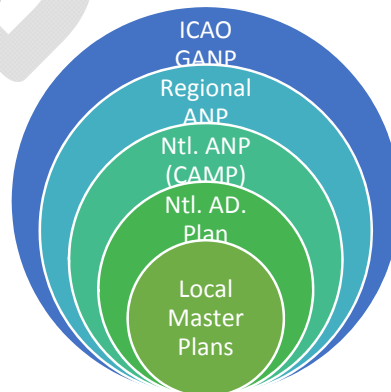 ICAO
GANP
Regional
ANP
Ntl. ANP
(CAMP)
Ntl. AD.
Plan
Local
Master
Plans